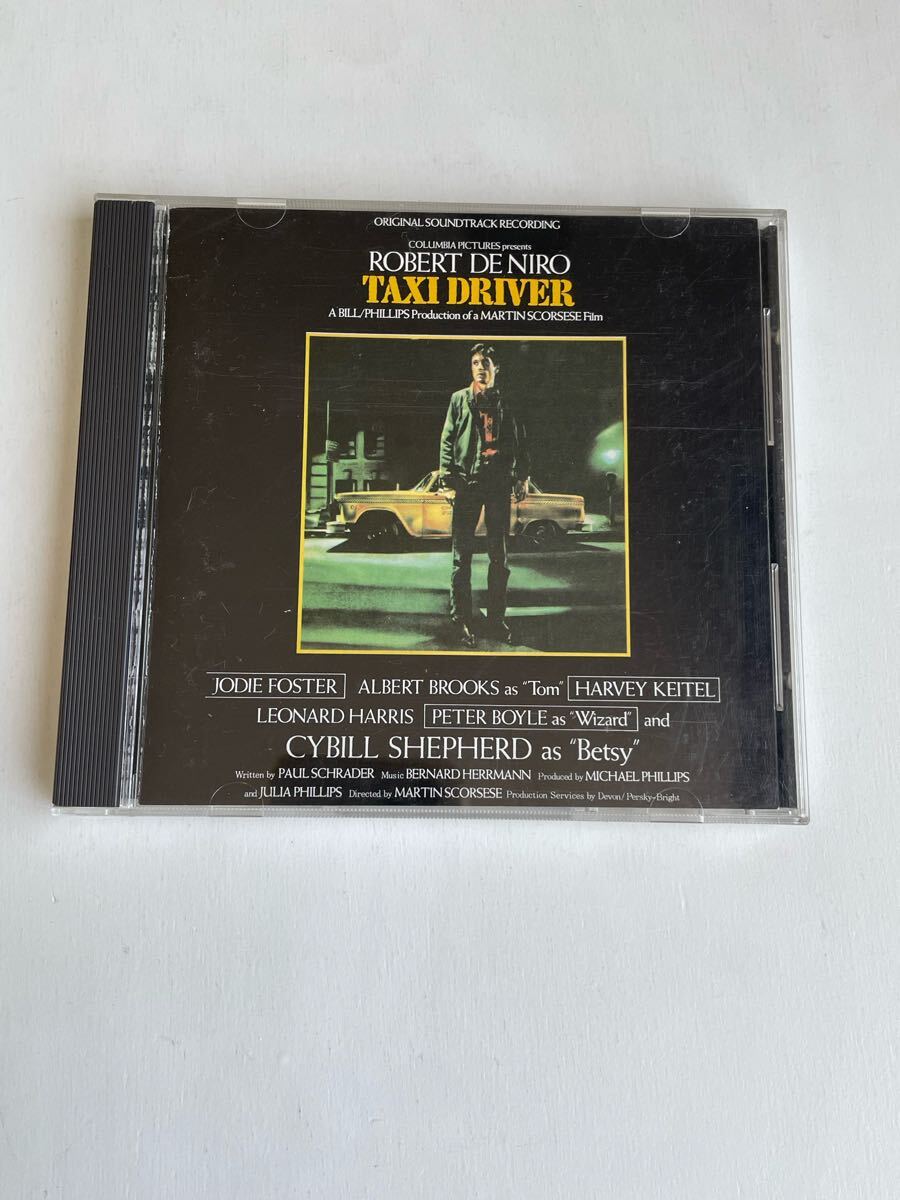 ORIGINAL SOUNDTRACK RECORDING
COLUMBIA PICTURES presents
ROBERT DE NIRO
TAXI DRIVER
A BILL/PHILLIPS Production of a MARTIN SCORSESE Film
JODIE FOSTER ALBERT BROOKS as "Tom" HARVEY KEITEL
LEONARD HARRIS PETER BOYLE as "Wizard" and
CYBILL SHEPHERD as "Betsy"
Written by PAUL SCHRADER Music BERNARD HERRMANN Produced by MICHAEL PHILLIPS
and JULIA PHILLIPS Directed by MARTIN SCORSESE Production Services by Devon/Persky-Bright